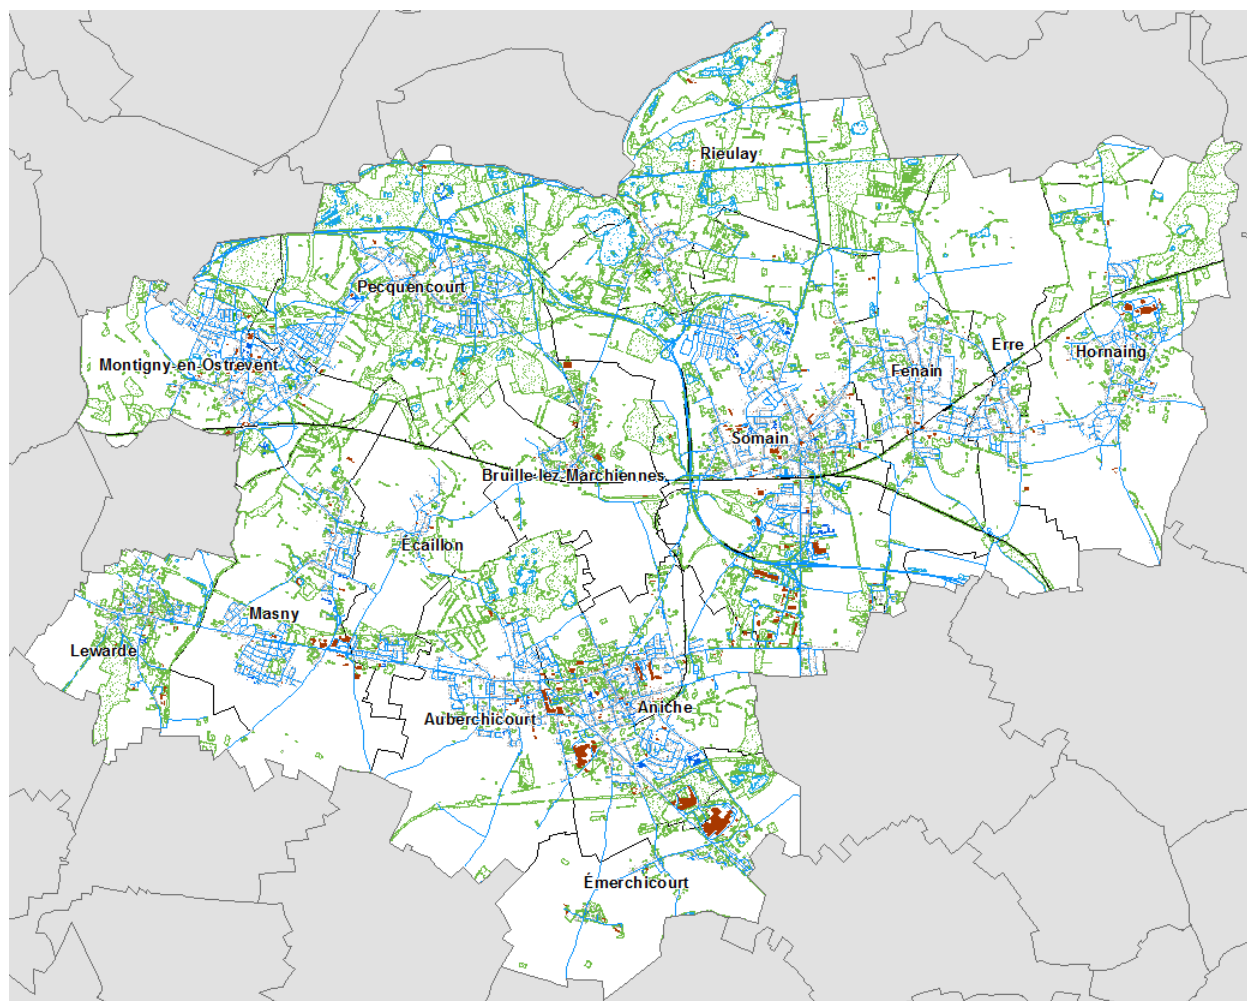 Rieulay
Pecquencourt
Erre
Hornaing
Montigny-en-Ostrevent
Fenain
Somain
Bruille-lez-Marchiennes
Écaillon
Masny
Lewarde
Aniche
Auberchicourt
Émerchicourt